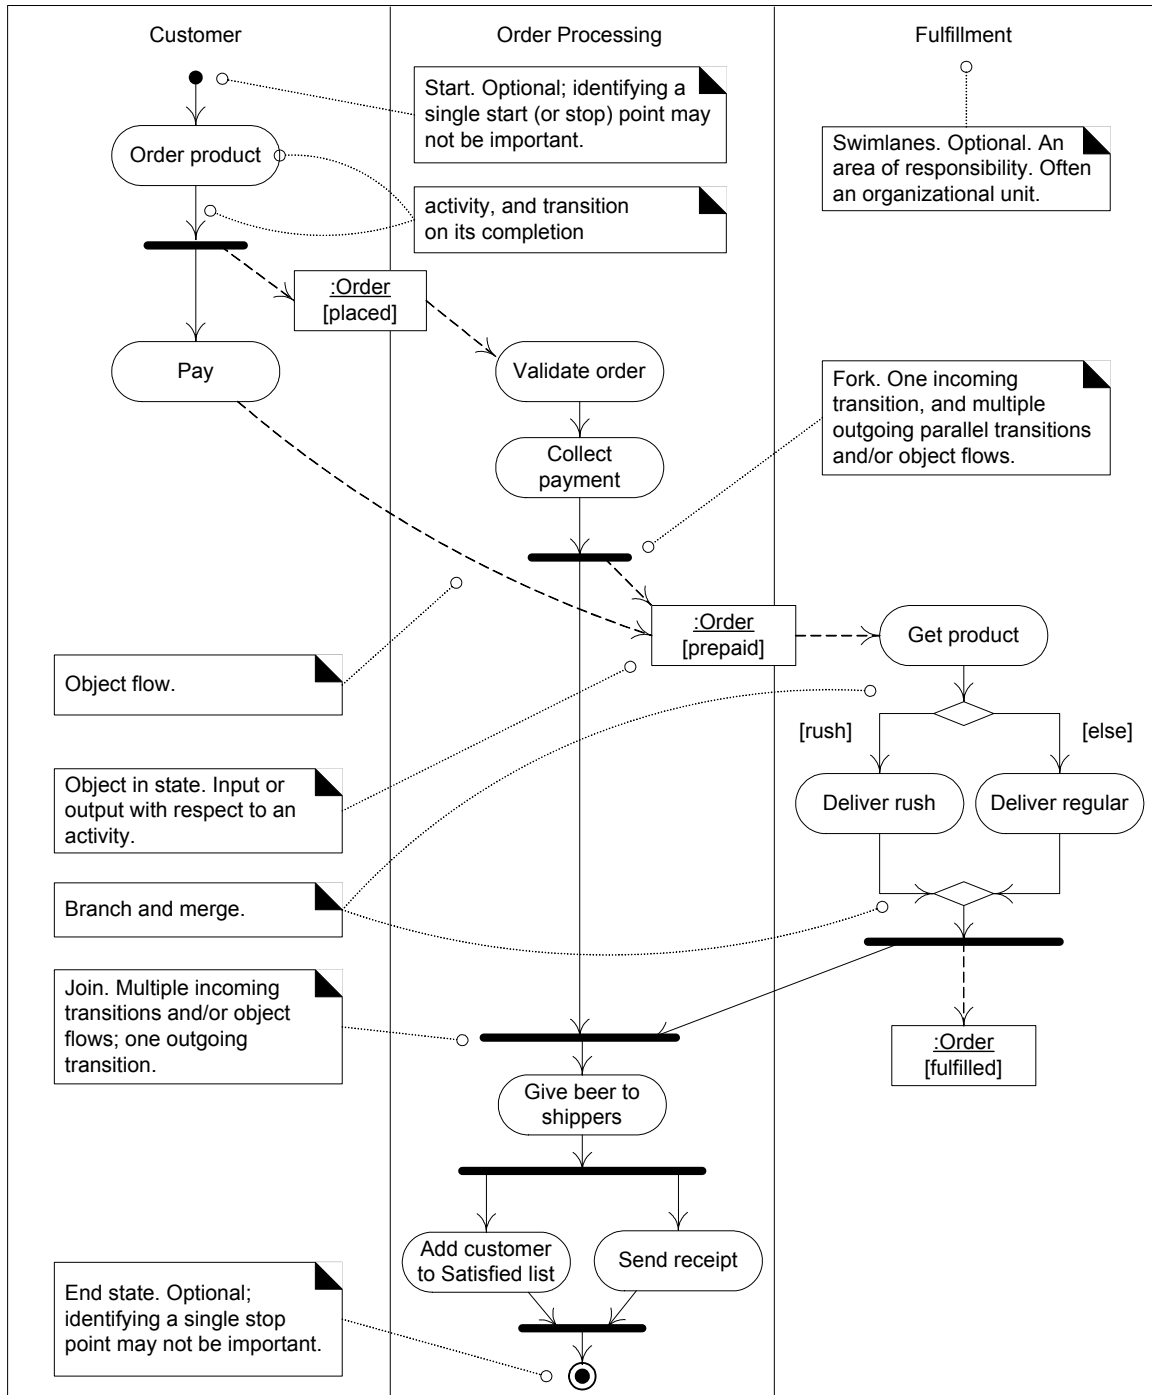 Customer
Order Processing
Fulfillment
Start. Optional; identifying a
single start (or stop) point may
not be important.
Swimlanes. Optional. An
area of responsibility. Often
an organizational unit.
Order product
activity, and transition
on its completion
:Order
[placed]
Pay
Validate order
Fork. One incoming
transition, and multiple
outgoing parallel transitions
and/or object flows.
Collect
payment
:Order
[prepaid]
Get product
Object flow.
[rush]
[else]
Object in state. Input or
output with respect to an
activity.
Deliver rush
Deliver regular
Branch and merge.
Join. Multiple incoming
transitions and/or object
flows; one outgoing
transition.
:Order
[fulfilled]
Give beer to
shippers
Add customer
to Satisfied list
Send receipt
End state. Optional;
identifying a single stop
point may not be important.